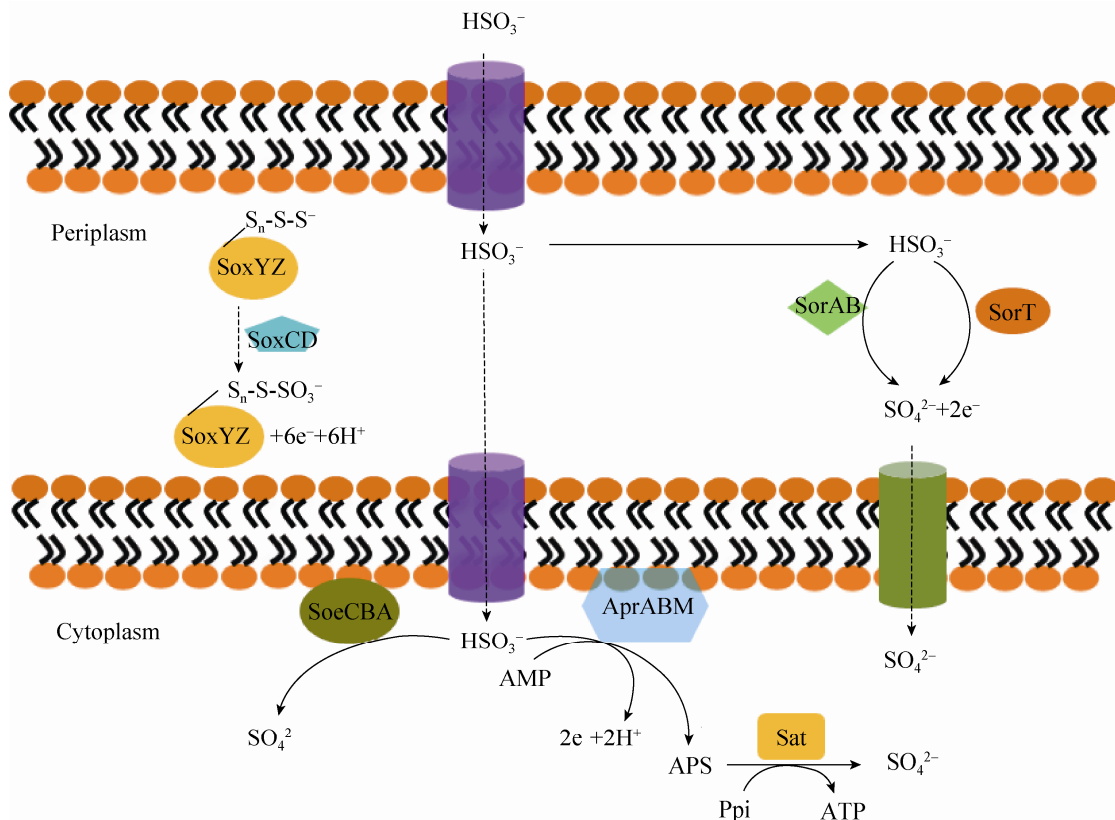 HSO₃⁻
Periplasm
Sₙ-S-S⁻
SoxYZ
HSO₃⁻
HSO₃⁻
SorAB
SorT
SoxCD
Sₙ-S-SO₃⁻
SoxYZ +6e⁻+6H⁺
SO₄²⁻+2e⁻
SoeCBA
AprABM
Cytoplasm
HSO₃⁻
AMP
SO₄²⁻
SO₄²
2e +2H⁺
Sat
APS
SO₄²⁻
Ppi
ATP